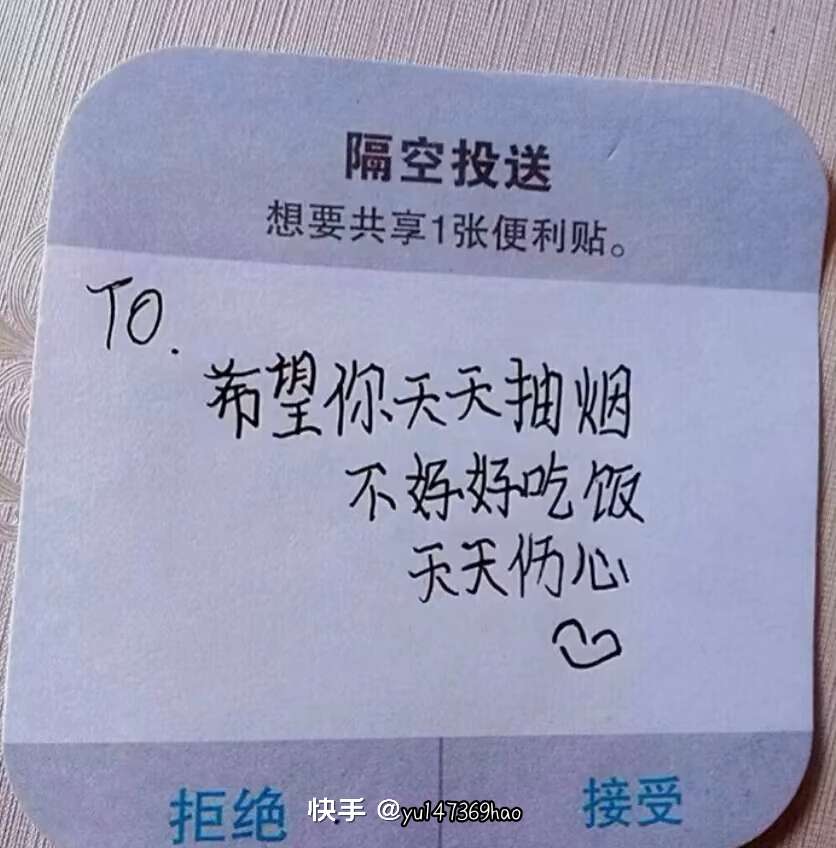 隔空投送
想要共享1张便利贴。
TO.
希望你天天抽烟
不好好吃饭
天天伤心
拒绝
接受
快手 @yu147369hao